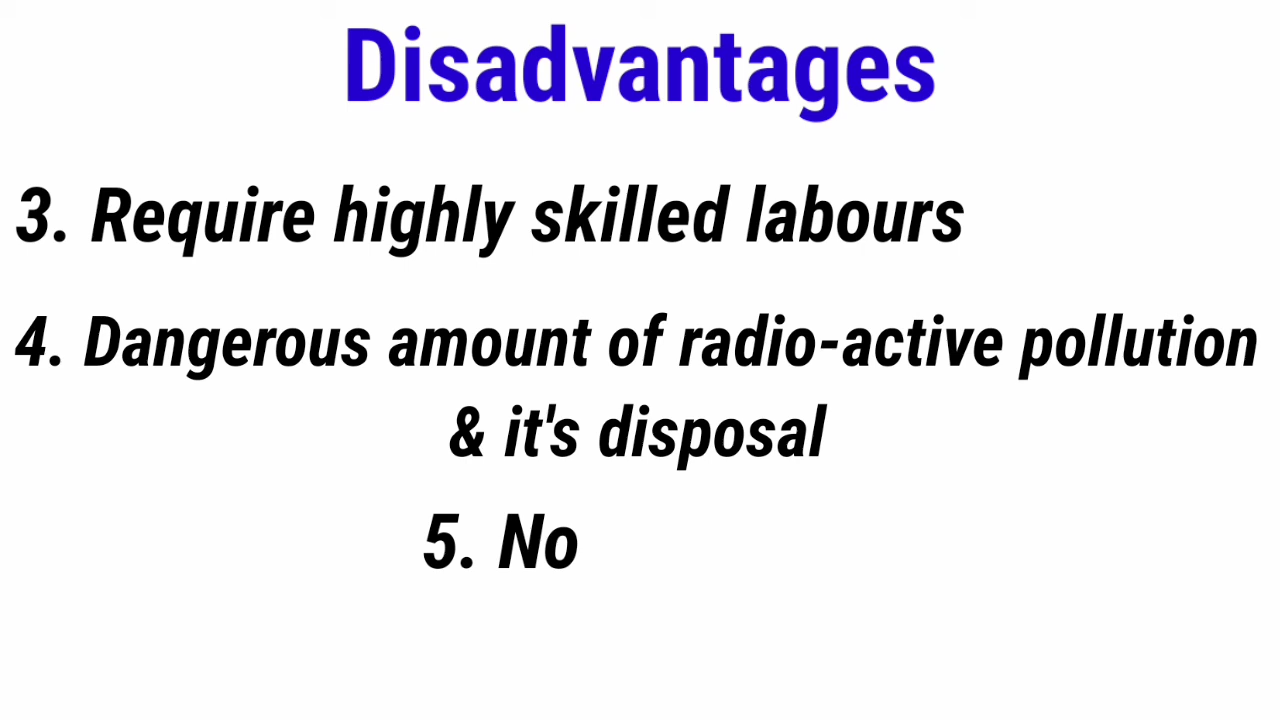 Disadvantages
3. Require highly skilled labours
4. Dangerous amount of radio-active pollution
& it's disposal
5. No